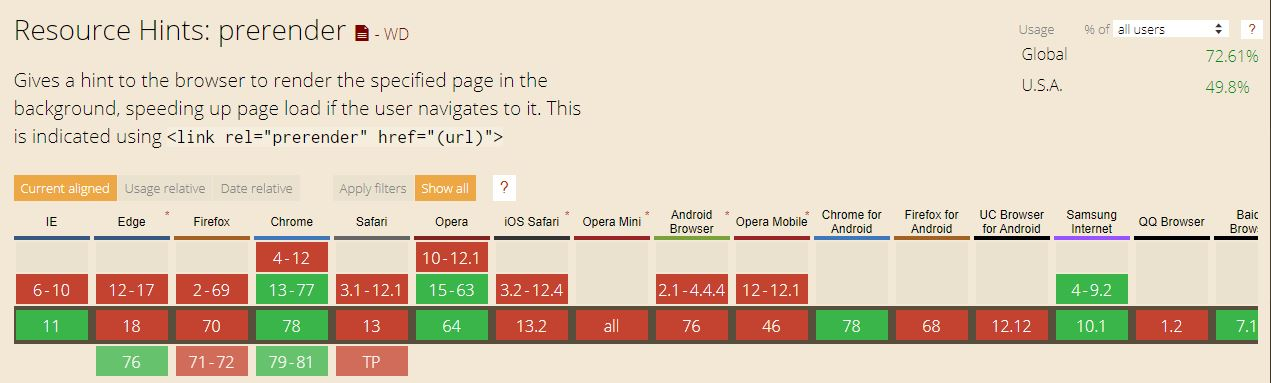 Resource Hints: prerender - WD
Usage % of all users ?
Global 72.61%
U.S.A. 49.8%
Gives a hint to the browser to render the specified page in the
background, speeding up page load if the user navigates to it. This
is indicated using <link rel="prerender" href="(url)">
Current aligned Usage relative Date relative Apply filters Show all ?
IE Edge * Firefox Chrome Safari Opera iOS Safari * Opera Mini * Android Browser * Opera Mobile * Chrome for Android Firefox for Android UC Browser for Android Samsung Internet QQ Browser Baid Brows
4-12 10-12.1
6-10 12-17 2-69 13-77 3.1-12.1 15-63 3.2-12.4 2.1-4.4.4 12-12.1 4-9.2
11 18 70 78 13 64 13.2 all 76 46 78 68 12.12 10.1 1.2 7.1
76 71-72 79-81 TP